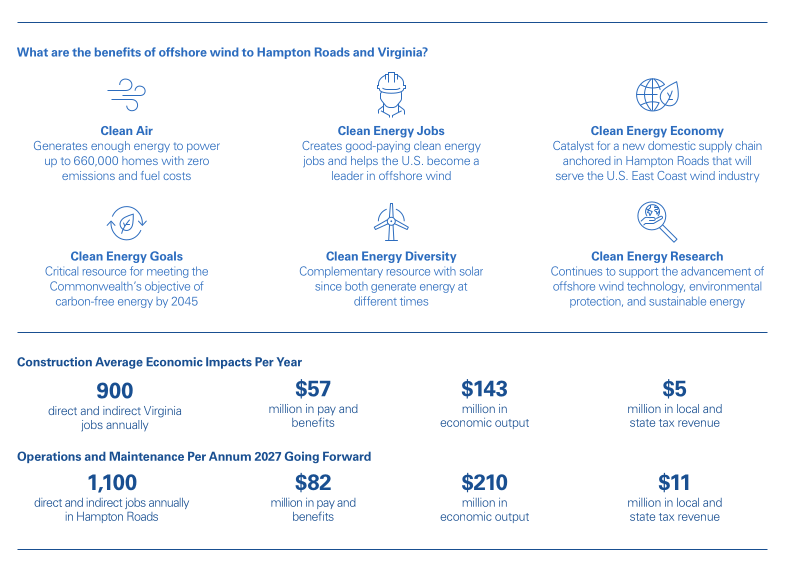 What are the benefits of offshore wind to Hampton Roads and Virginia?
Clean Air
Generates enough energy to power
up to 660,000 homes with zero
emissions and fuel costs
Clean Energy Jobs
Creates good-paying clean energy
jobs and helps the U.S. become a
leader in offshore wind
Clean Energy Economy
Catalyst for a new domestic supply chain
anchored in Hampton Roads that will
serve the U.S. East Coast wind industry
Clean Energy Goals
Critical resource for meeting the
Commonwealth's objective of
carbon-free energy by 2045
Clean Energy Diversity
Complementary resource with solar
since both generate energy at
different times
Clean Energy Research
Continues to support the advancement of
offshore wind technology, environmental
protection, and sustainable energy
Construction Average Economic Impacts Per Year
900
direct and indirect Virginia
jobs annually
$57
million in pay and
benefits
$143
million in
economic output
$5
million in local and
state tax revenue
Operations and Maintenance Per Annum 2027 Going Forward
1,100
direct and indirect jobs annually
in Hampton Roads
$82
million in pay and
benefits
$210
million in
economic output
$11
million in local and
state tax revenue